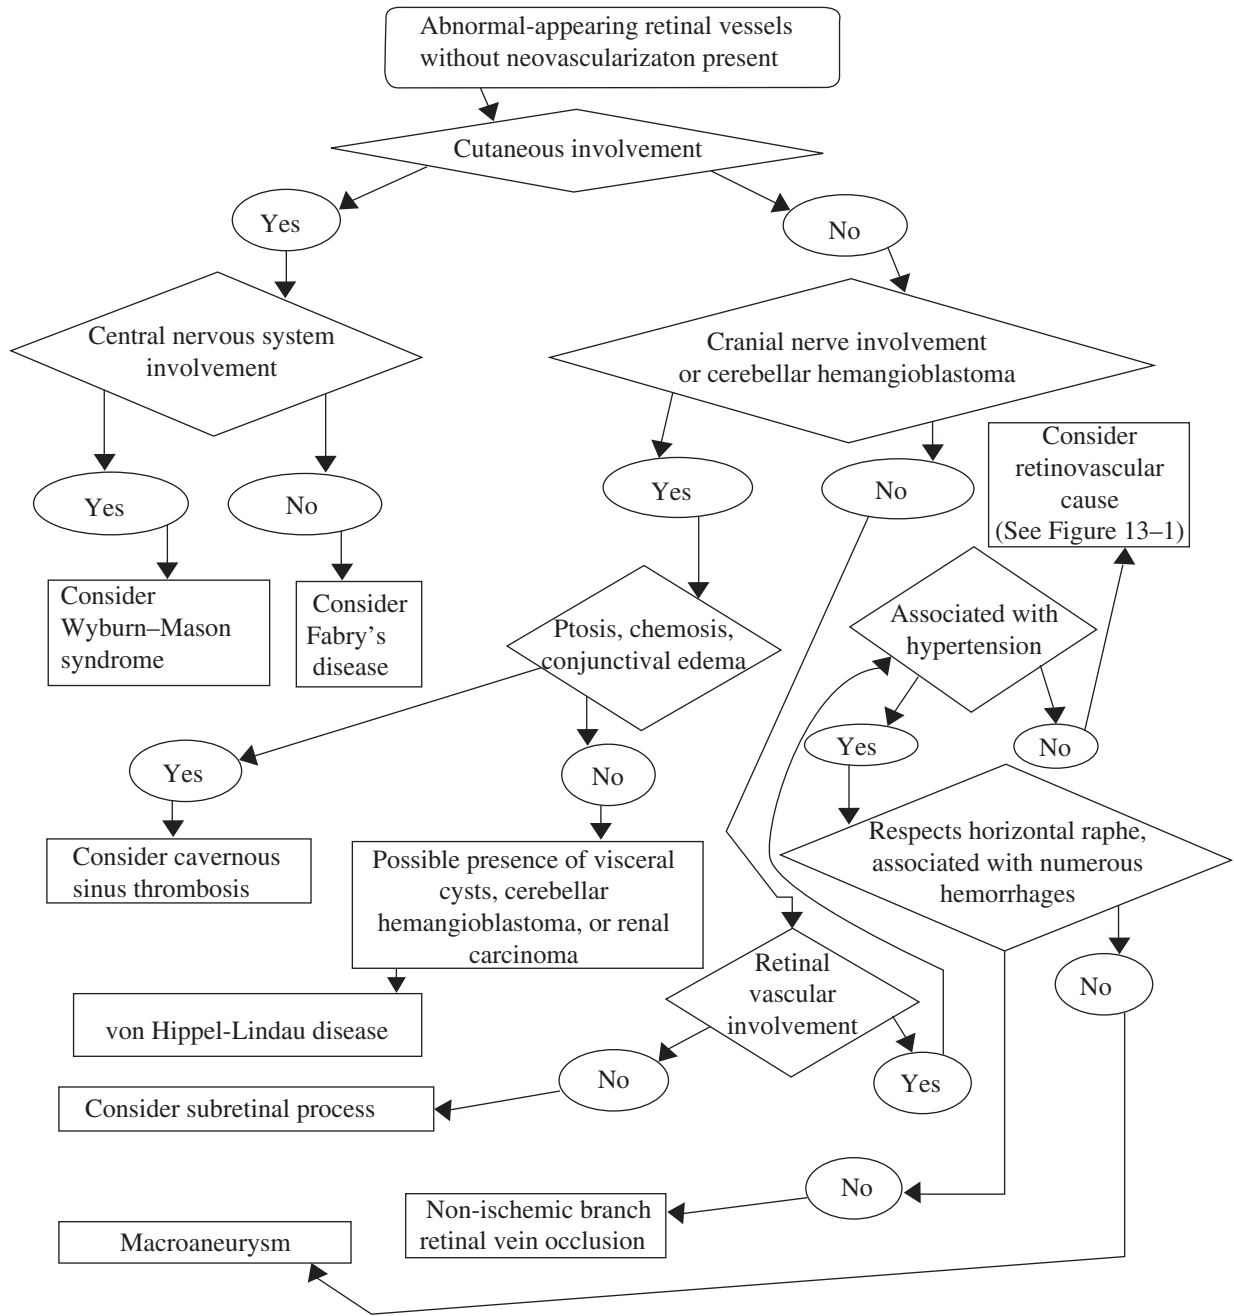 Abnormal-appearing retinal vessels
without neovascularizaton present
Cutaneous involvement
Yes
No
Central nervous system
involvement
Cranial nerve involvement
or cerebellar hemangioblastoma
Yes
No
Yes
No
Consider
retinovascular
cause
(See Figure 13–1)
Consider
Wyburn–Mason
syndrome
Consider
Fabry's
disease
Ptosis, chemosis,
conjunctival edema
Associated with
hypertension
Yes
No
Yes
No
Consider cavernous
sinus thrombosis
Possible presence of visceral
cysts, cerebellar
hemangioblastoma, or renal
carcinoma
Respects horizontal raphe,
associated with numerous
hemorrhages
von Hippel-Lindau disease
Retinal
vascular
involvement
No
No
Yes
Consider subretinal process
No
Non-ischemic branch
retinal vein occlusion
Macroaneurysm